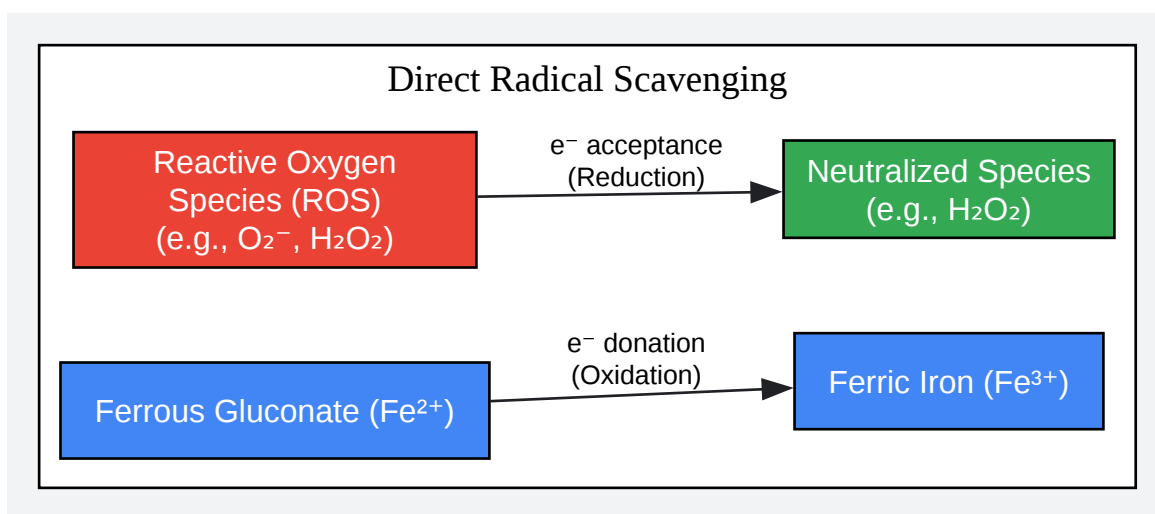 Direct Radical Scavenging
Reactive Oxygen
Species (ROS)
(e.g., O₂⁻, H₂O₂)
e⁻ acceptance
(Reduction)
Neutralized Species
(e.g., H₂O₂)
Ferrous Gluconate (Fe²⁺)
e⁻ donation
(Oxidation)
Ferric Iron (Fe³⁺)